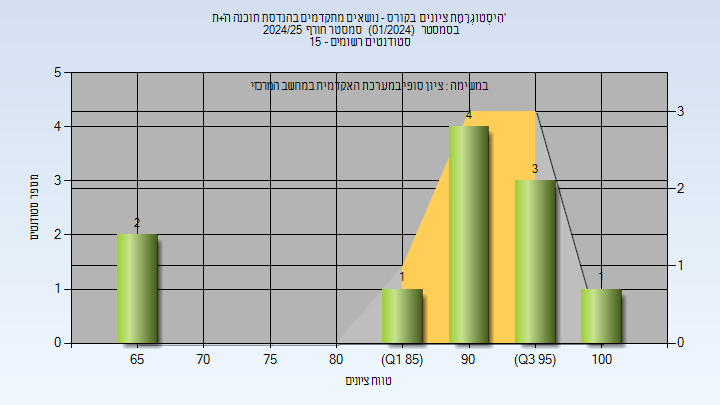 היסטוגרמת ציונים בקורס - נושאים מתקדמים בהנדסת תוכנה ה'+ת'
בסמסטר (01/2024) סמסטר חורף 2024/25
סטודנטים רשומים - 15
במשימה : ציון סופי במערכת האקדמית במחשב המרכזי
מספר סטודנטים
5
4
3
2
1
0
3
2
1
0
2
1
4
3
1
65
70
75
80
(Q1 85)
90
(Q3 95)
100
טווח ציונים